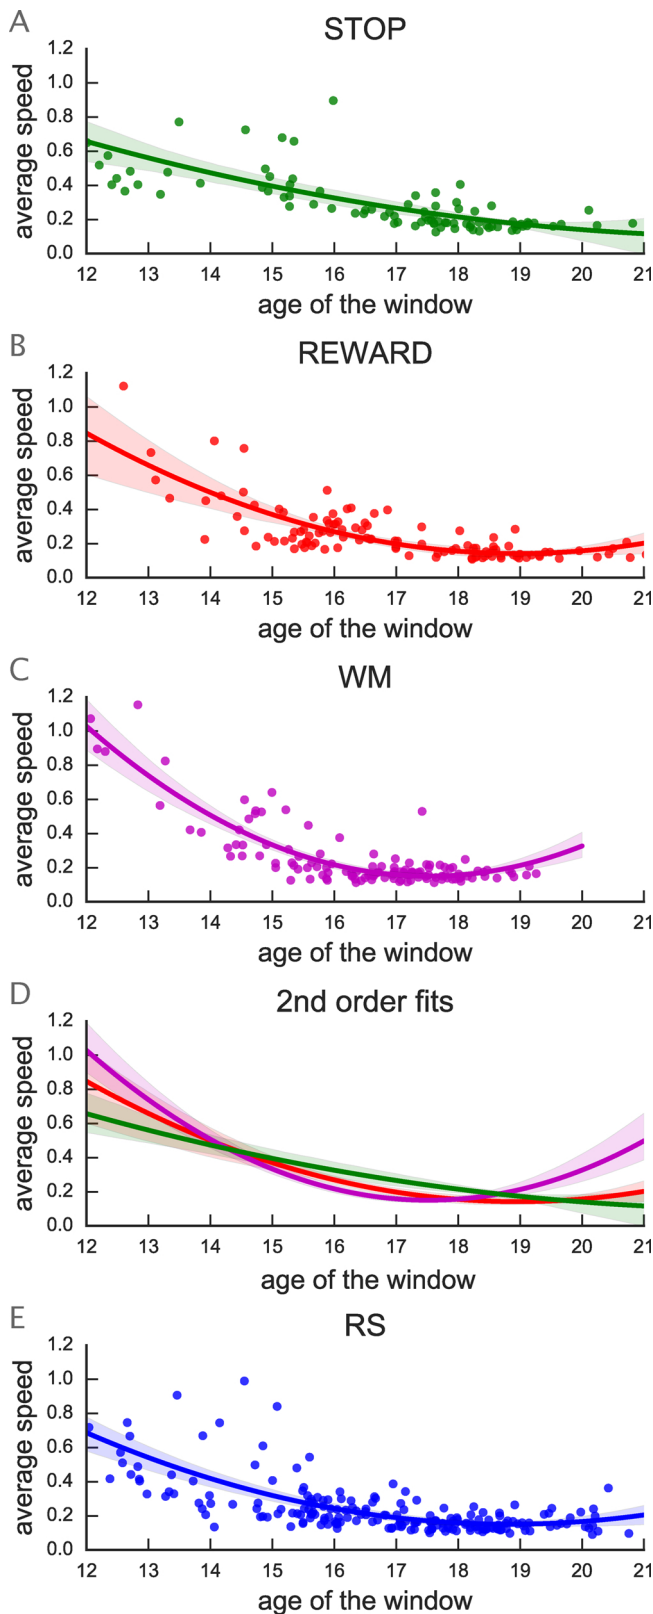 A
STOP
average speed
1.2
1.0
0.8
0.6
0.4
0.2
0.0
12 13 14 15 16 17 18 19 20 21
age of the window
B
REWARD
average speed
1.2
1.0
0.8
0.6
0.4
0.2
0.0
12 13 14 15 16 17 18 19 20 21
age of the window
C
WM
average speed
1.2
1.0
0.8
0.6
0.4
0.2
0.0
12 13 14 15 16 17 18 19 20 21
age of the window
D
2nd order fits
average speed
1.2
1.0
0.8
0.6
0.4
0.2
0.0
12 13 14 15 16 17 18 19 20 21
age of the window
E
RS
average speed
1.2
1.0
0.8
0.6
0.4
0.2
0.0
12 13 14 15 16 17 18 19 20 21
age of the window